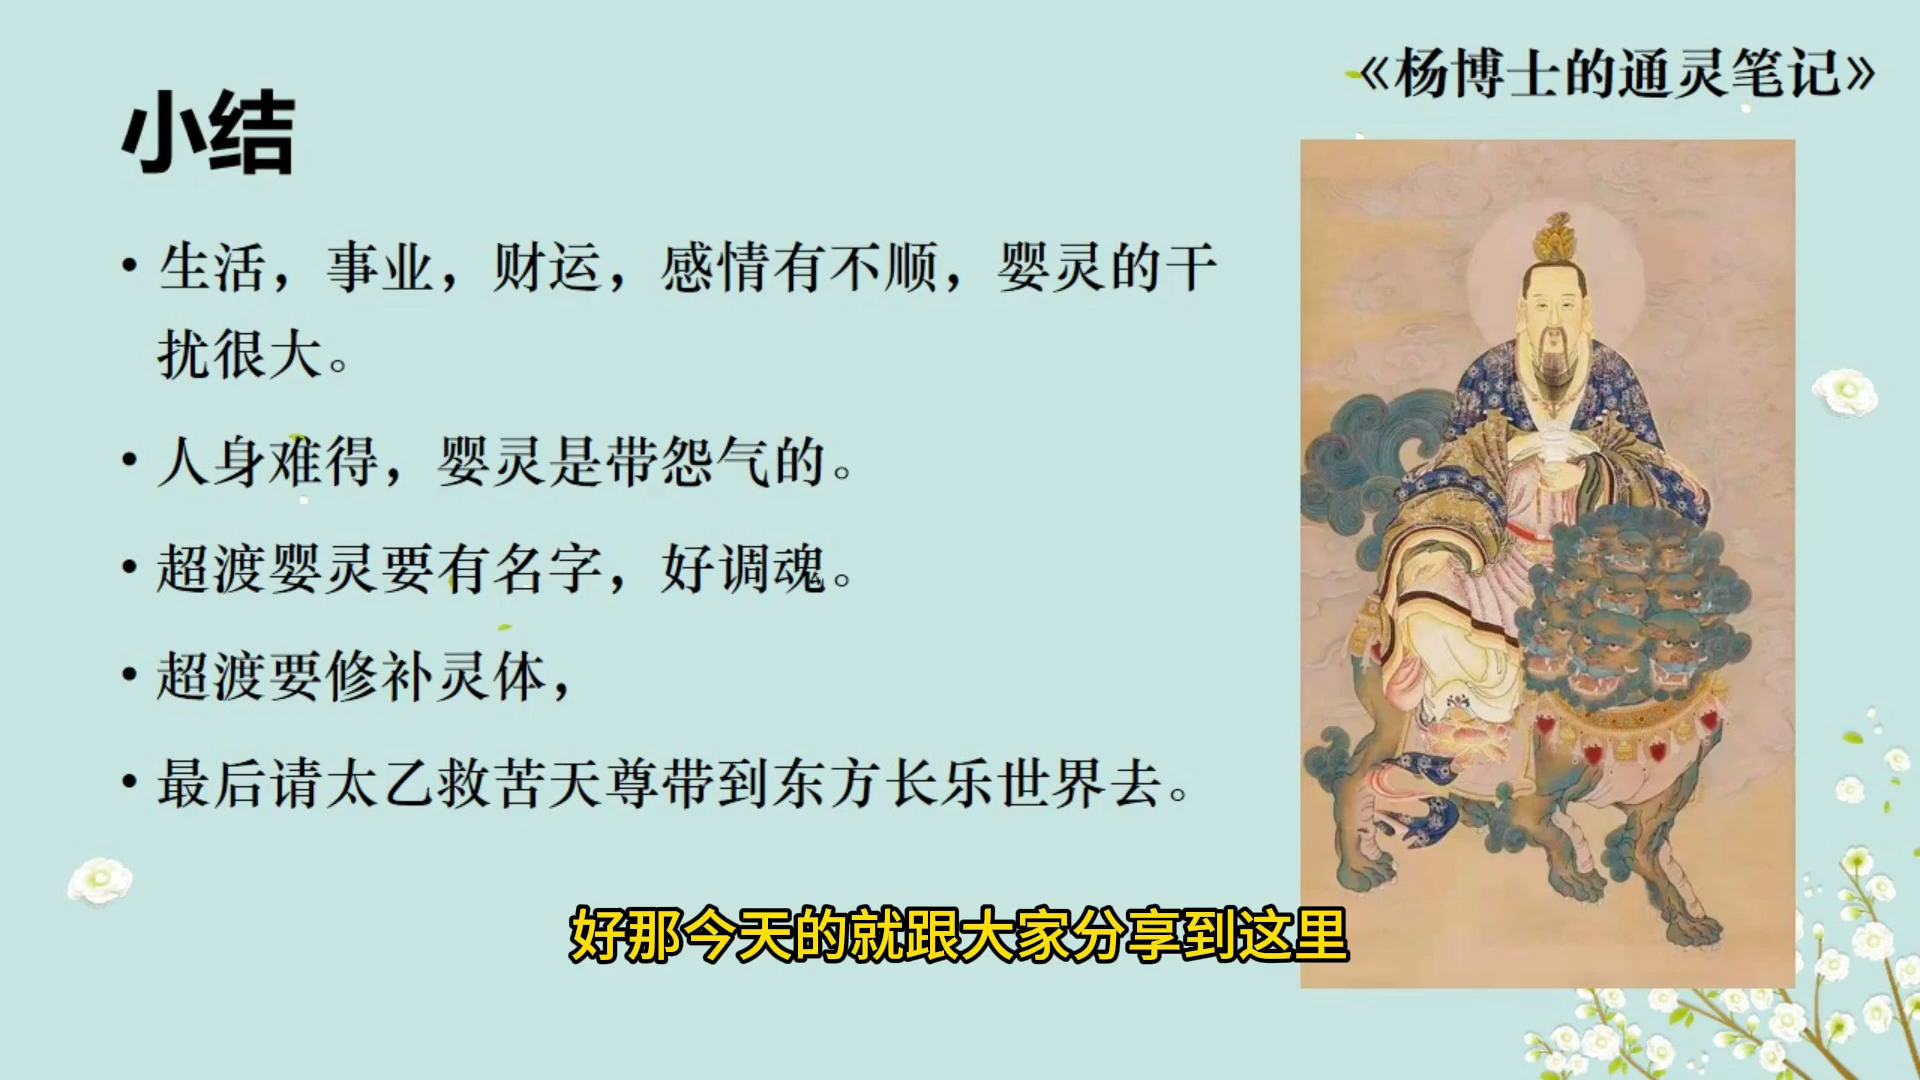 《杨博士的通灵笔记》
小结
• 生活，事业，财运，感情有不顺，婴灵的干
扰很大。
• 人身难得，婴灵是带怨气的。
• 超渡婴灵要有名字，好调魂。
• 超渡要修补灵体，
• 最后请太乙救苦天尊带到东方长乐世界去。
好那今天的就跟大家分享到这里